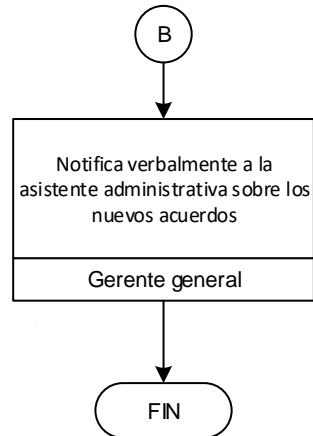 B
Notifica verbalmente a la
asistente administrativa sobre los
nuevos acuerdos
Gerente general
FIN